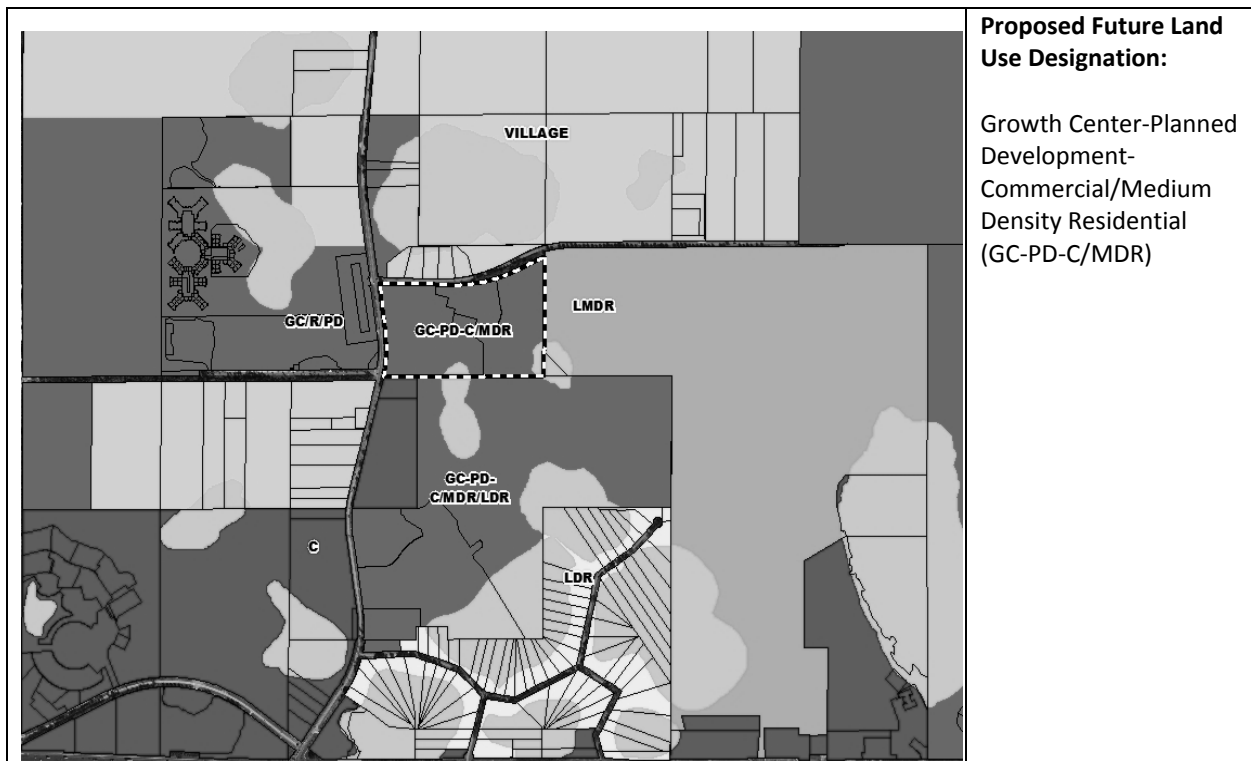 VILLAGE
LMDR
GC/R/PD
GC-PD-C/MDR
GC-PD-
C/MDR/LDR
C
LDR
Proposed Future Land
Use Designation:
Growth Center-Planned
Development-
Commercial/Medium
Density Residential
(GC-PD-C/MDR)